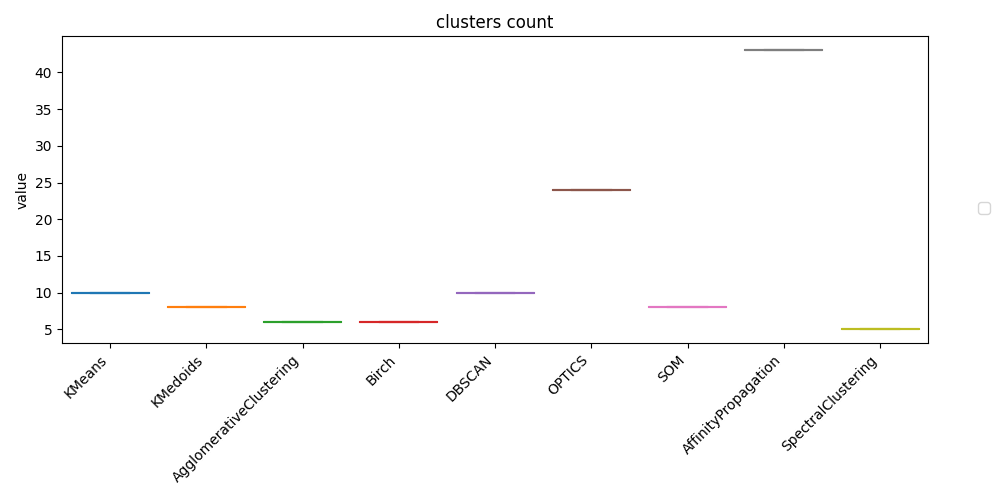 clusters count
value
40
35
30
25
20
15
10
5
KMeans
KMedoids
AgglomerativeClustering
Birch
DBSCAN
OPTICS
SOM
AffinityPropagation
SpectralClustering